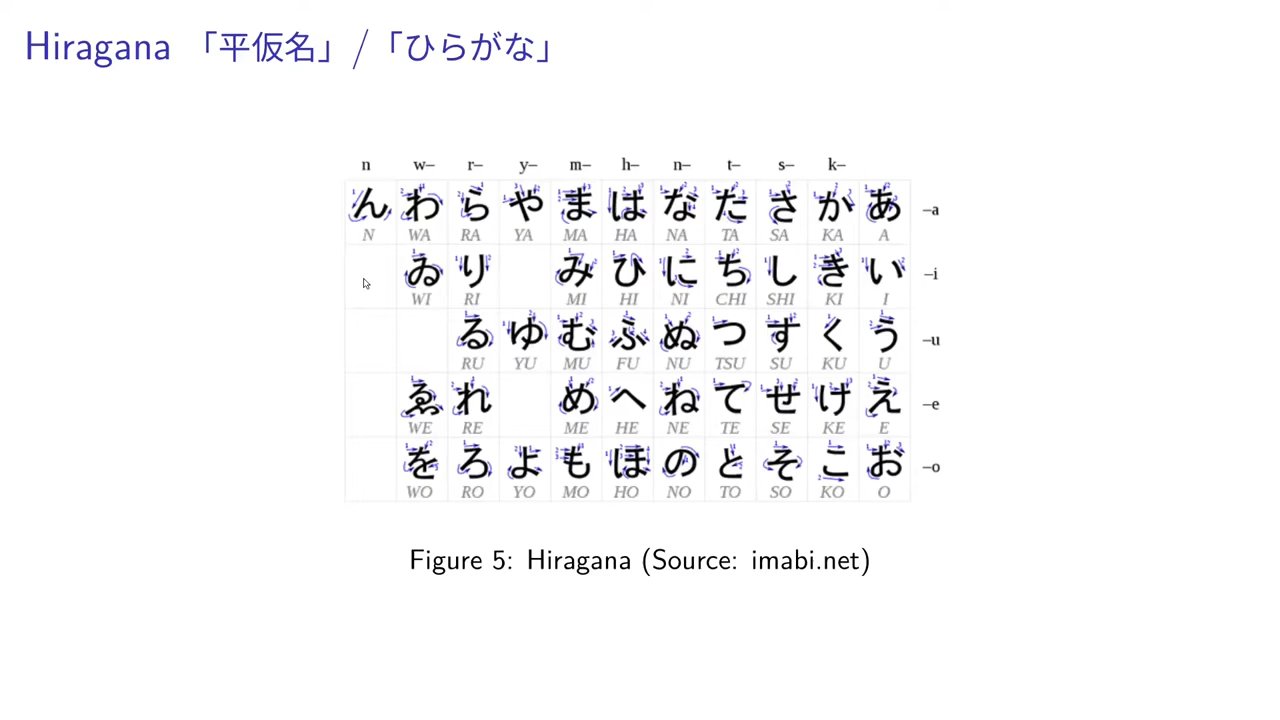 Hiragana 「平仮名」/「ひらがな」
n w– r– y– m– h– n– t– s– k–
ん わ ら や ま は な た さ か あ –a
N WA RA YA MA HA NA TA SA KA A
ゐ り み ひ に ち し き い –i
WI RI MI HI NI CHI SHI KI I
る ゆ む ふ ぬ つ す く う –u
RU YU MU FU NU TSU SU KU U
ゑ れ め へ ね て せ け え –e
WE RE ME HE NE TE SE KE E
を ろ よ も ほ の と そ こ お –o
WO RO YO MO HO NO TO SO KO O
Figure 5: Hiragana (Source: imabi.net)